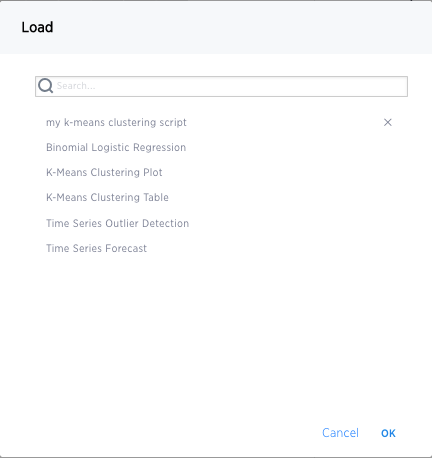 Load
Search...
my k-means clustering script
Binomial Logistic Regression
K-Means Clustering Plot
K-Means Clustering Table
Time Series Outlier Detection
Time Series Forecast
Cancel OK